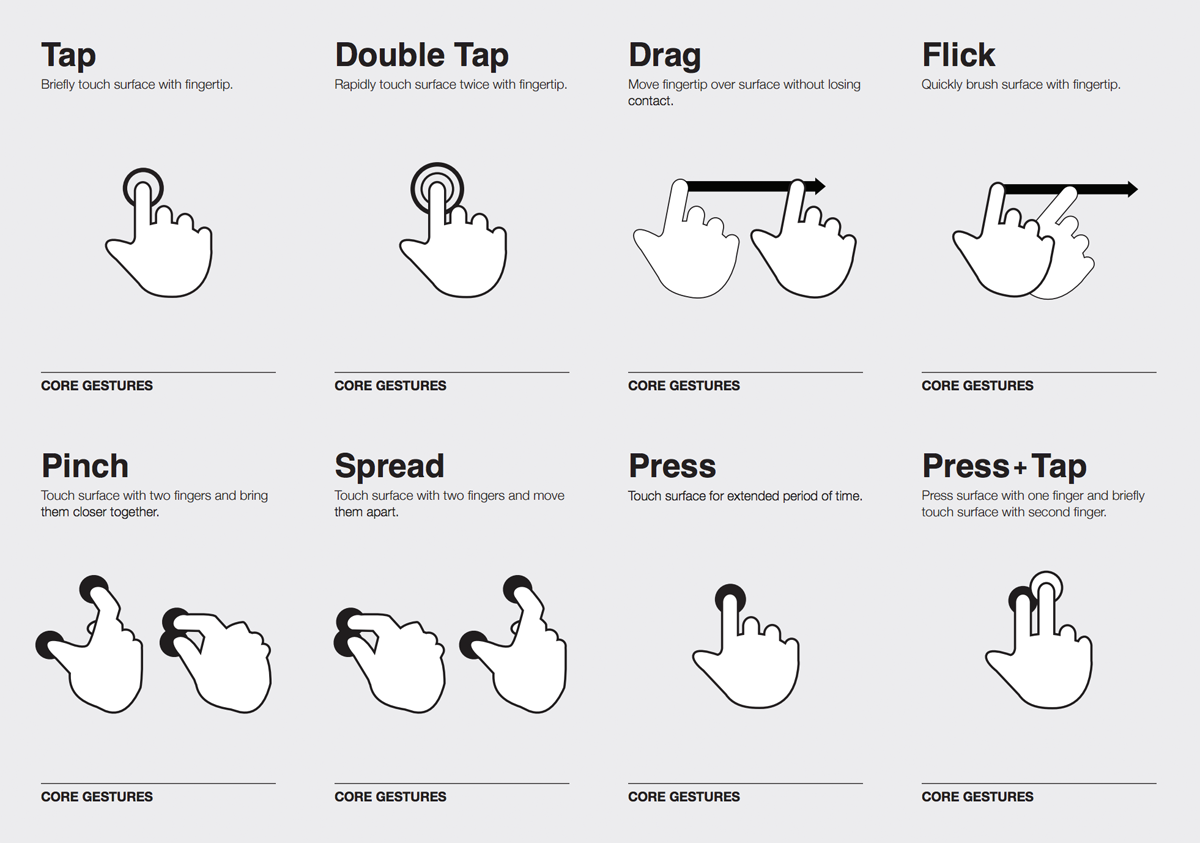 Tap
Briefly touch surface with fingertip.
CORE GESTURES
Double Tap
Rapidly touch surface twice with fingertip.
CORE GESTURES
Drag
Move fingertip over surface without losing
contact.
CORE GESTURES
Flick
Quickly brush surface with fingertip.
CORE GESTURES
Pinch
Touch surface with two fingers and bring
them closer together.
CORE GESTURES
Spread
Touch surface with two fingers and move
them apart.
CORE GESTURES
Press
Touch surface for extended period of time.
CORE GESTURES
Press + Tap
Press surface with one finger and briefly
touch surface with second finger.
CORE GESTURES